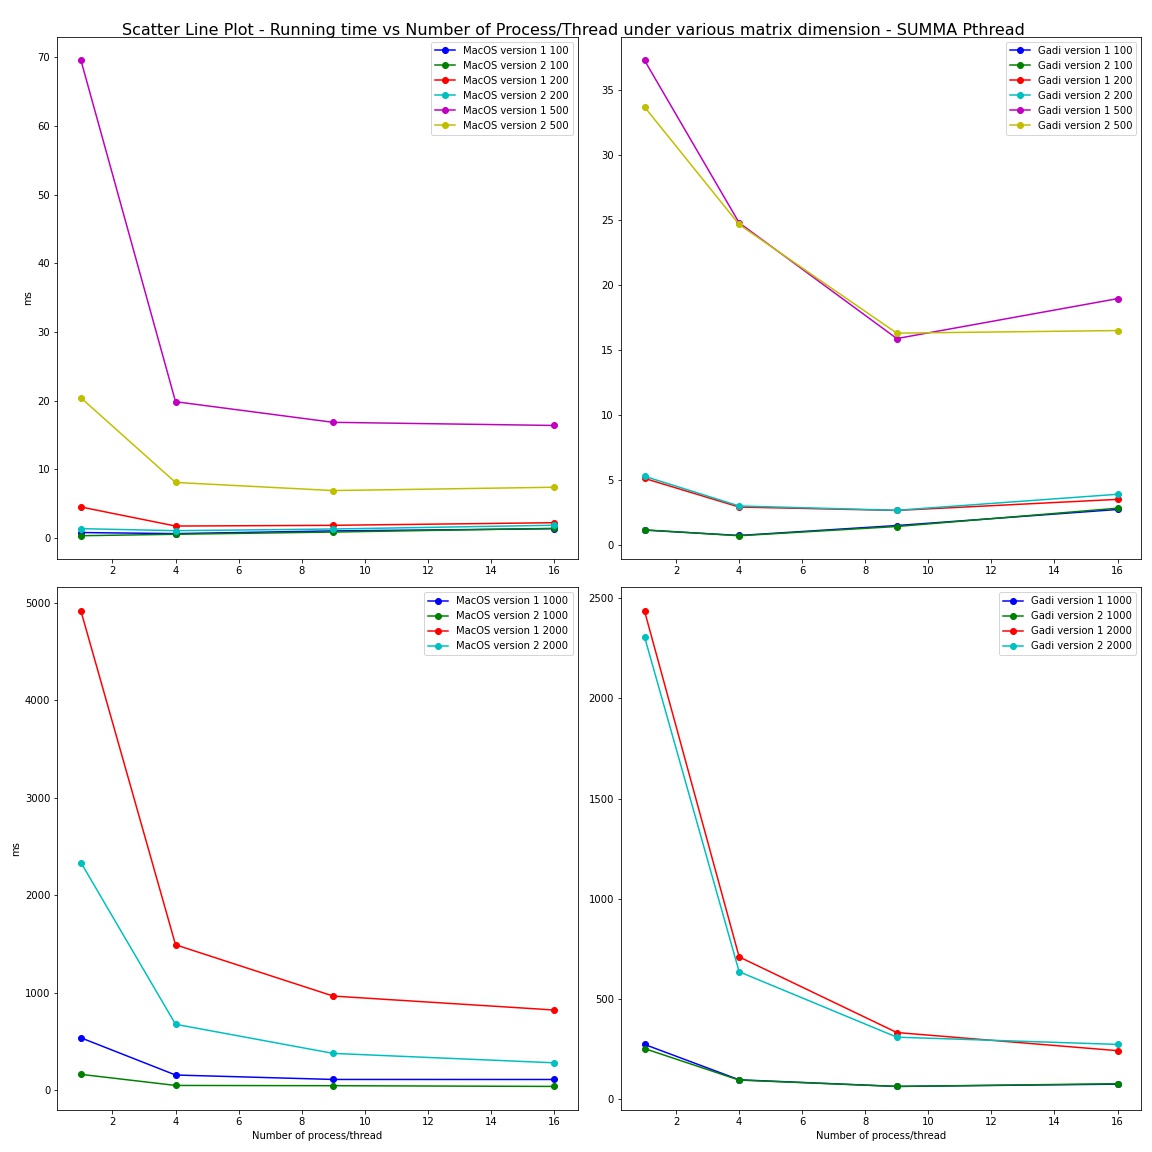 Scatter Line Plot - Running time vs Number of Process/Thread under various matrix dimension - SUMMA Pthread
MacOS version 1 100
MacOS version 2 100
MacOS version 1 200
MacOS version 2 200
MacOS version 1 500
MacOS version 2 500
70
60
50
40
30
20
10
0
ms
2 4 6 8 10 12 14 16
Gadi version 1 100
Gadi version 2 100
Gadi version 1 200
Gadi version 2 200
Gadi version 1 500
Gadi version 2 500
35
30
25
20
15
10
5
0
2 4 6 8 10 12 14 16
MacOS version 1 1000
MacOS version 2 1000
MacOS version 1 2000
MacOS version 2 2000
5000
4000
3000
2000
1000
0
ms
2 4 6 8 10 12 14 16
Number of process/thread
Gadi version 1 1000
Gadi version 2 1000
Gadi version 1 2000
Gadi version 2 2000
2500
2000
1500
1000
500
0
2 4 6 8 10 12 14 16
Number of process/thread